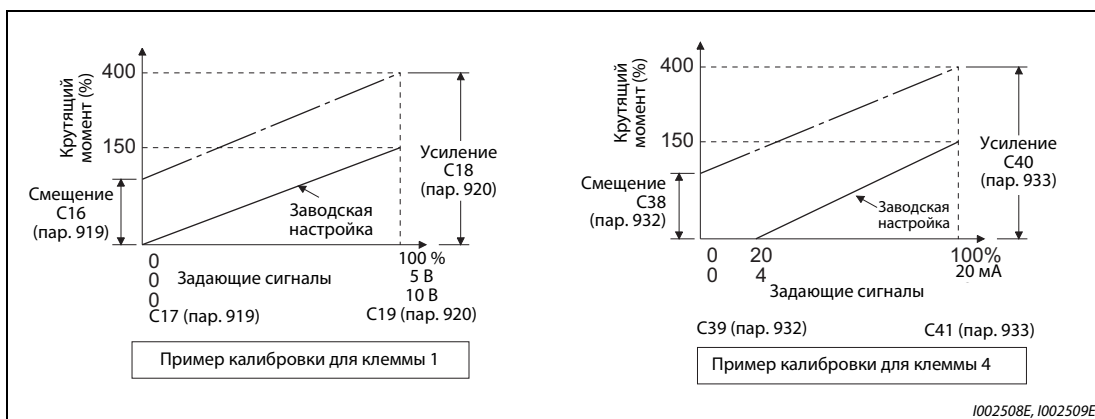 400
150
Крутящий
момент (%)
Усиление
C18
(пар. 920)
Смещение
C16
(пар. 919)
Заводская
настройка
0
0
0
100 %
5 В
10 В
Задающие сигналы
C17 (пар. 919)
C19 (пар. 920)
Пример калибровки для клеммы 1
400
150
Крутящий
момент (%)
Усиление
C40
(пар. 933)
Смещение
C38
(пар. 932)
Заводская
настройка
0
0
20
4
100%
20 мА
Задающие сигналы
C39 (пар. 932)
C41 (пар. 933)
Пример калибровки для клеммы 4
I002508E, I002509E